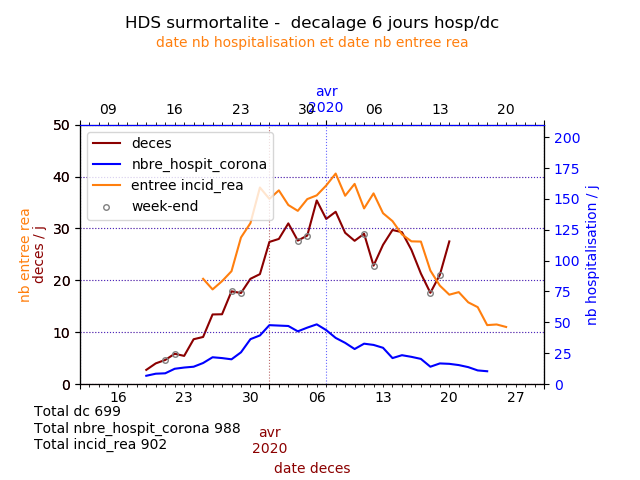 HDS surmortalite -  decalage 6 jours hosp/dc
date nb hospitalisation et date nb entree rea
avr
2020
09 16 23 30 06 13 20
50 200
deces
nbre_hospit_corona
entree incid_rea
week-end
40 175
150
30 125
100
20 75
10 50
25
0 0
nb entree rea
deces / j
nb hospitalisation / j
16 23 30 06 13 20 27
Total dc 699
Total nbre_hospit_corona 988
Total incid_rea 902
avr
2020
date deces